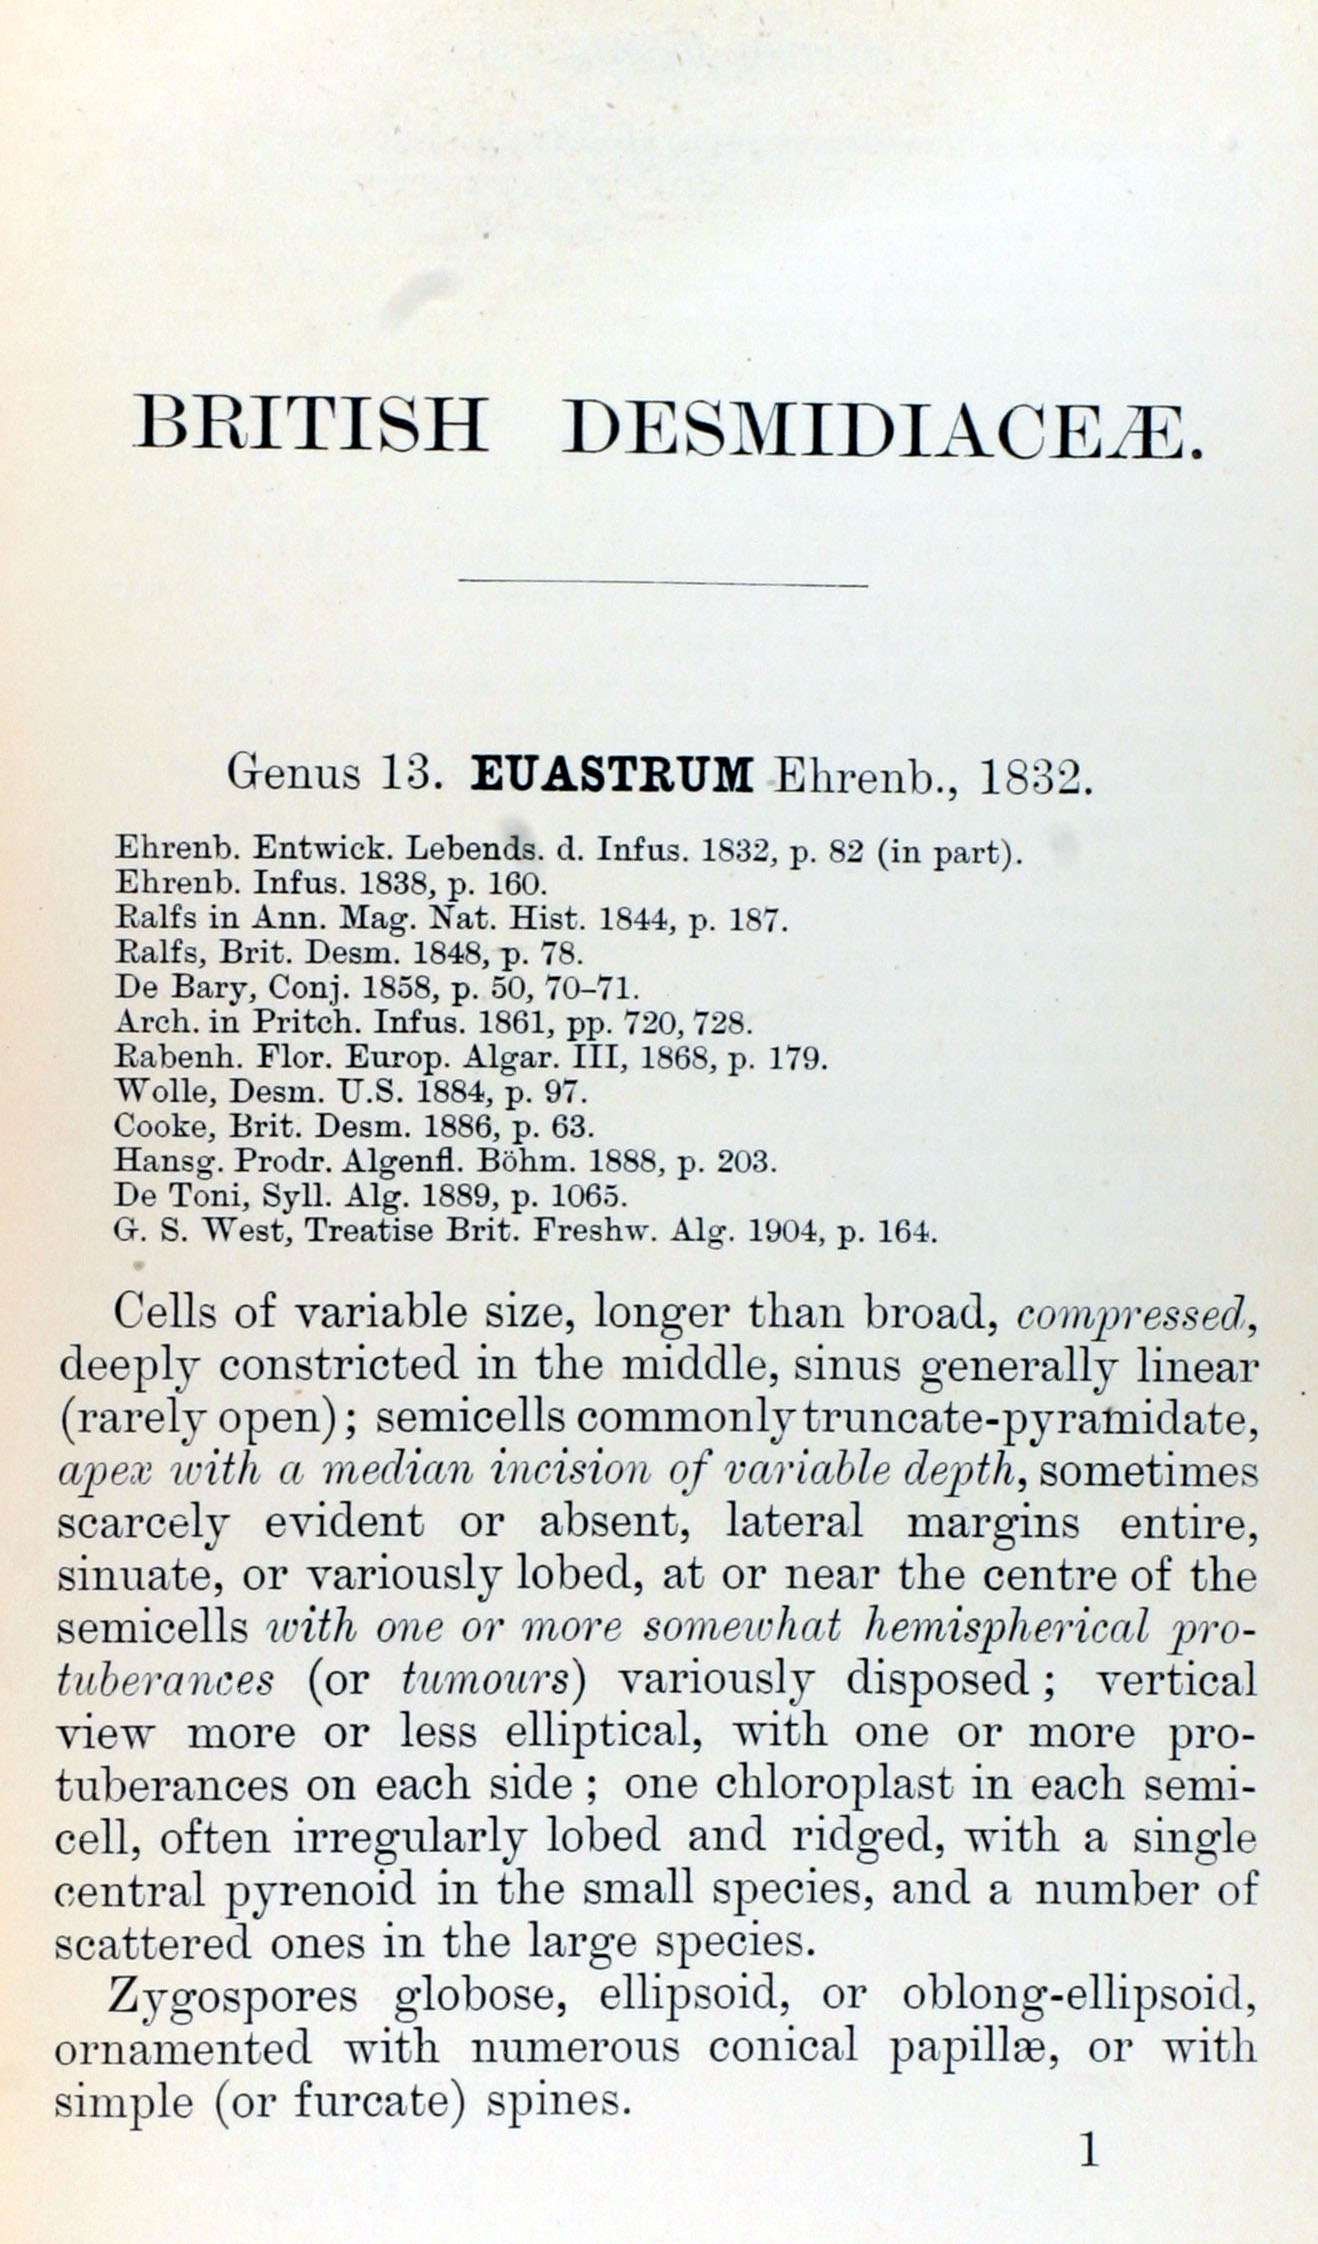 BRITISH DESMIDIACEÆ.
Genus 13. EUASTRUM Ehrenb., 1832.
Ehrenb. Entwick. Lebends. d. Infus. 1832, p. 82 (in part).
Ehrenb. Infus. 1838, p. 160.
Ralfs in Ann. Mag. Nat. Hist. 1844, p. 187.
Ralfs, Brit. Desm. 1848, p. 78.
De Bary, Conj. 1858, p. 50, 70–71.
Arch. in Pritch. Infus. 1861, pp. 720, 728.
Rabenh. Flor. Europ. Algar. III, 1868, p. 179.
Wolle, Desm. U.S. 1884, p. 97.
Cooke, Brit. Desm. 1886, p. 63.
Hansg. Prodr. Algenfl. Böhm. 1888, p. 203.
De Toni, Syll. Alg. 1889, p. 1065.
G. S. West, Treatise Brit. Freshw. Alg. 1904, p. 164.
Cells of variable size, longer than broad, compressed,
deeply constricted in the middle, sinus generally linear
(rarely open); semicells commonly truncate-pyramidate,
apex with a median incision of variable depth, sometimes
scarcely evident or absent, lateral margins entire,
sinuate, or variously lobed, at or near the centre of the
semicells with one or more somewhat hemispherical pro-
tuberances (or tumours) variously disposed; vertical
view more or less elliptical, with one or more pro-
tuberances on each side; one chloroplast in each semi-
cell, often irregularly lobed and ridged, with a single
central pyrenoid in the small species, and a number of
scattered ones in the large species.
Zygospores globose, ellipsoid, or oblong-ellipsoid,
ornamented with numerous conical papillæ, or with
simple (or furcate) spines.
1